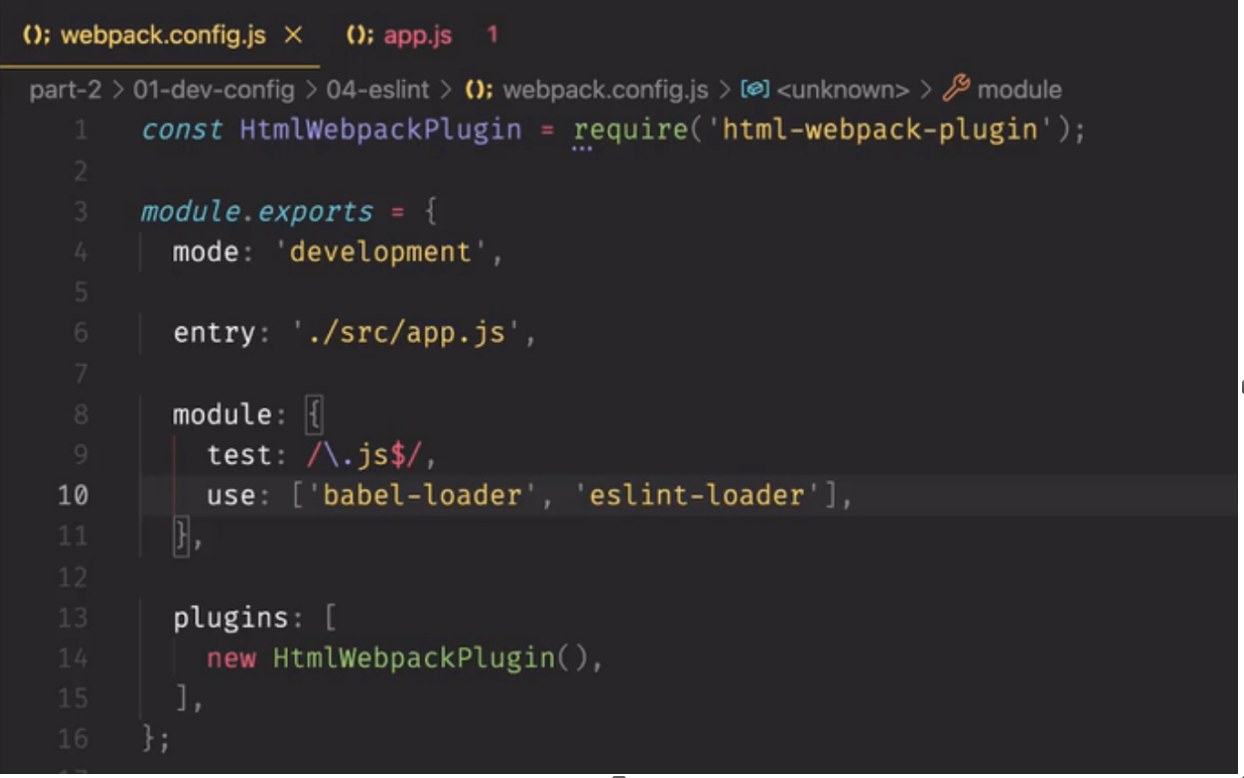 (); webpack.config.js × (); app.js 1
part-2 > 01-dev-config > 04-eslint > (); webpack.config.js > <unknown> > module
1 const HtmlWebpackPlugin = require('html-webpack-plugin');
2
3 module.exports = {
4 mode: 'development',
5
6 entry: './src/app.js',
7
8 module: {
9 test: /\.js$/,
10 use: ['babel-loader', 'eslint-loader'],
11 },
12
13 plugins: [
14 new HtmlWebpackPlugin(),
15 ],
16 };